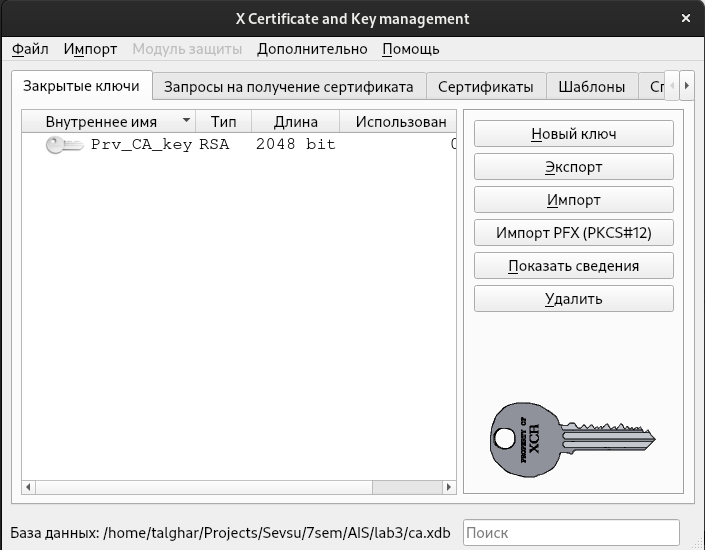 X Certificate and Key management
Файл Импорт Модуль защиты Дополнительно Помощь
Закрытые ключи Запросы на получение сертификата Сертификаты Шаблоны
Внутреннее имя Тип Длина Использован
Prv_CA_key RSA 2048 bit
Новый ключ
Экспорт
Импорт
Импорт PFX (PKCS#12)
Показать сведения
Удалить
PROPERTY OF
XCA
База данных: /home/talghar/Projects/Sevsu/7sem/AIS/lab3/ca.xdb Поиск